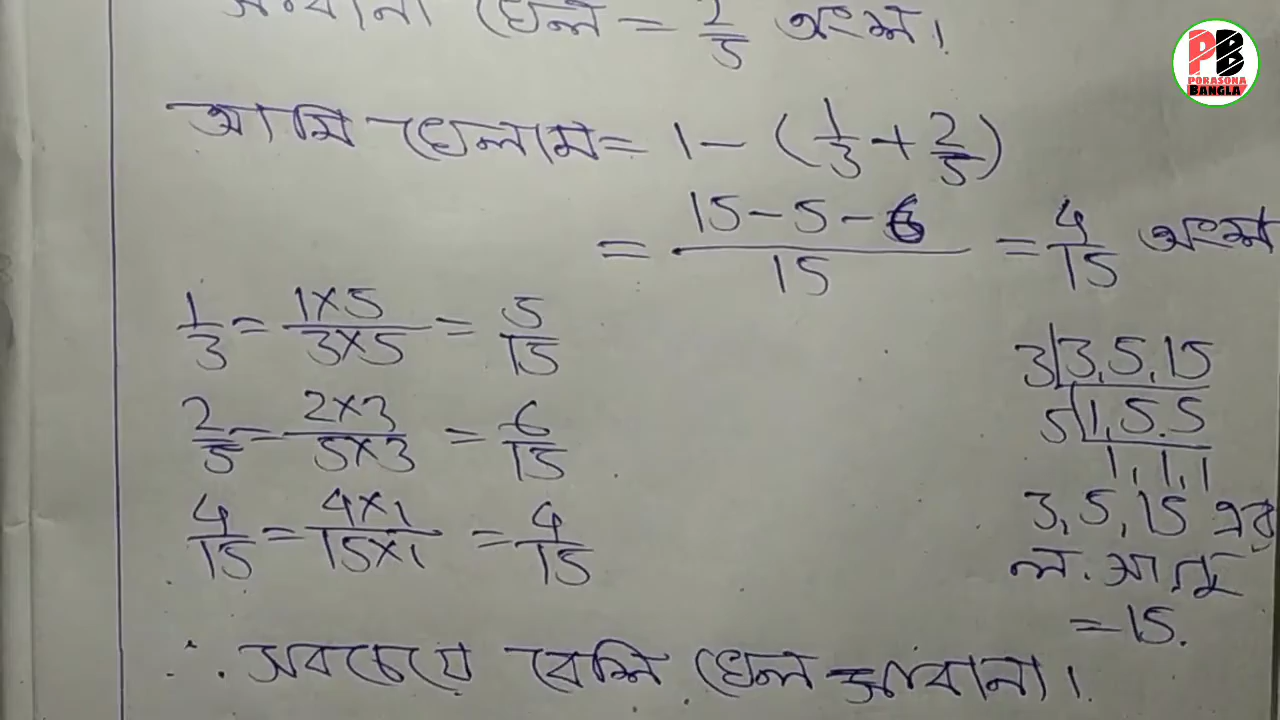 খেল = 2/5 অংশ।
PB
PORASONA
BANGLA
আমি খেলাম = 1 - (1/3 + 2/5)
= 15 - 5 - 6 / 15 = 4/15 অংশ
1/3 = 1×5 / 3×5 = 5/15
2/5 = 2×3 / 5×3 = 6/15
4/15 = 4×1 / 15×1 = 4/15
3 | 3, 5, 15
5 | 1, 5, 5
1, 1, 1
3, 5, 15 এর
ল. সা. গু
= 15.
∴ সবচেয়ে বেশি খেল সাবানা।